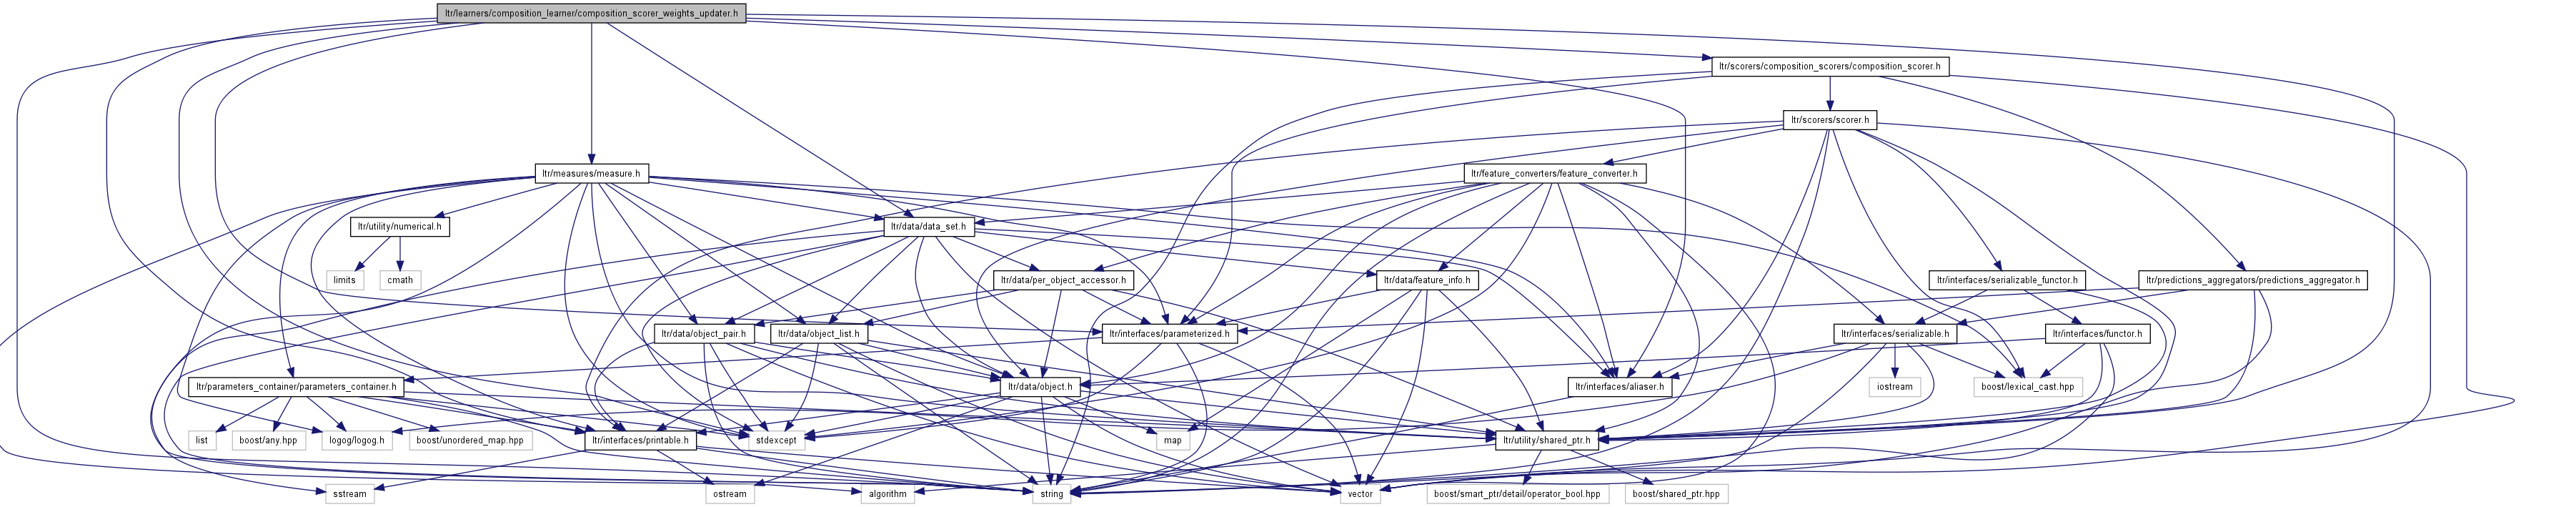 ltr/learners/composition_learner/composition_scorer_weights_updater.h
ltr/scorers/composition_scorers/composition_scorer.h
ltr/scorers/scorer.h
ltr/measures/measure.h
ltr/feature_converters/feature_converter.h
ltr/utility/numerical.h
ltr/data/data_set.h
limits
cmath
ltr/data/per_object_accessor.h
ltr/data/feature_info.h
ltr/interfaces/serializable_functor.h
ltr/predictions_aggregators/predictions_aggregator.h
ltr/data/object_pair.h
ltr/data/object_list.h
ltr/interfaces/parameterized.h
ltr/interfaces/serializable.h
ltr/interfaces/functor.h
ltr/parameters_container/parameters_container.h
ltr/data/object.h
ltr/interfaces/aliaser.h
iostream
boost/lexical_cast.hpp
list
boost/any.hpp
logog/logog.h
boost/unordered_map.hpp
ltr/interfaces/printable.h
stdexcept
map
ltr/utility/shared_ptr.h
sstream
ostream
algorithm
string
vector
boost/smart_ptr/detail/operator_bool.hpp
boost/shared_ptr.hpp